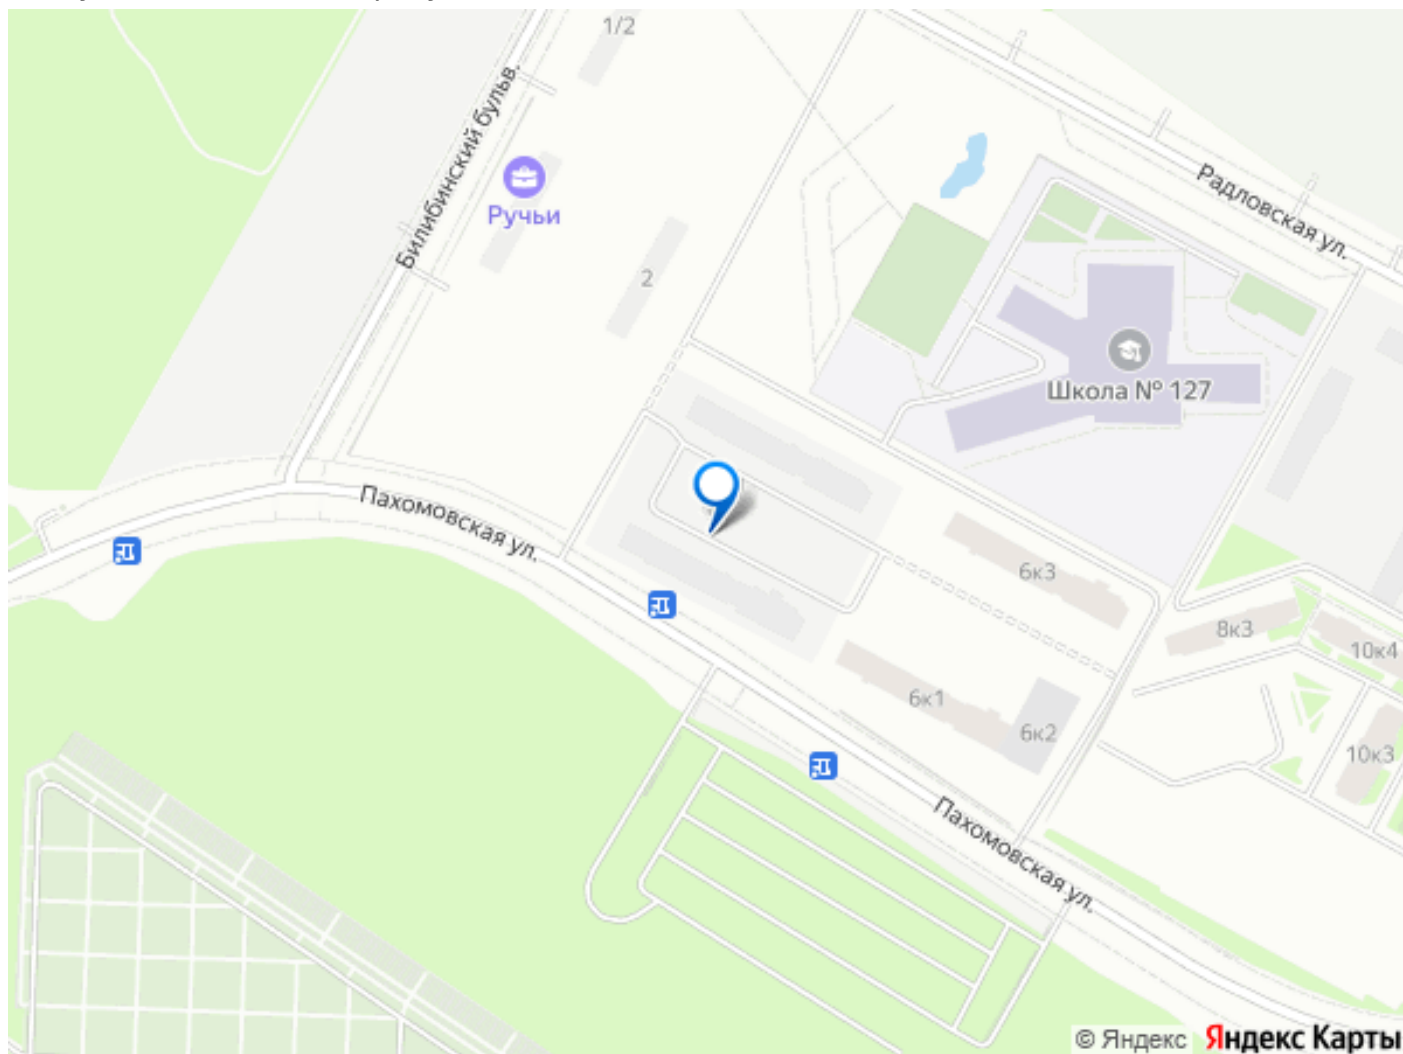 1/2
Билибинский бульв.
Ручьи
2
Радловская ул.
Школа № 127
Пахомовская ул.
6к3
8к3
10к4
6к1
6к2
10к3
Пахомовская ул.
© Яндекс Яндекс Карты